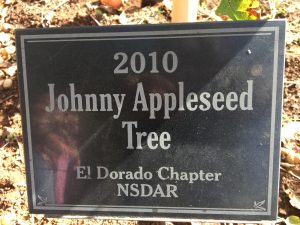 2010
Johnny Appleseed
Tree
El Dorado Chapter
NSDAR